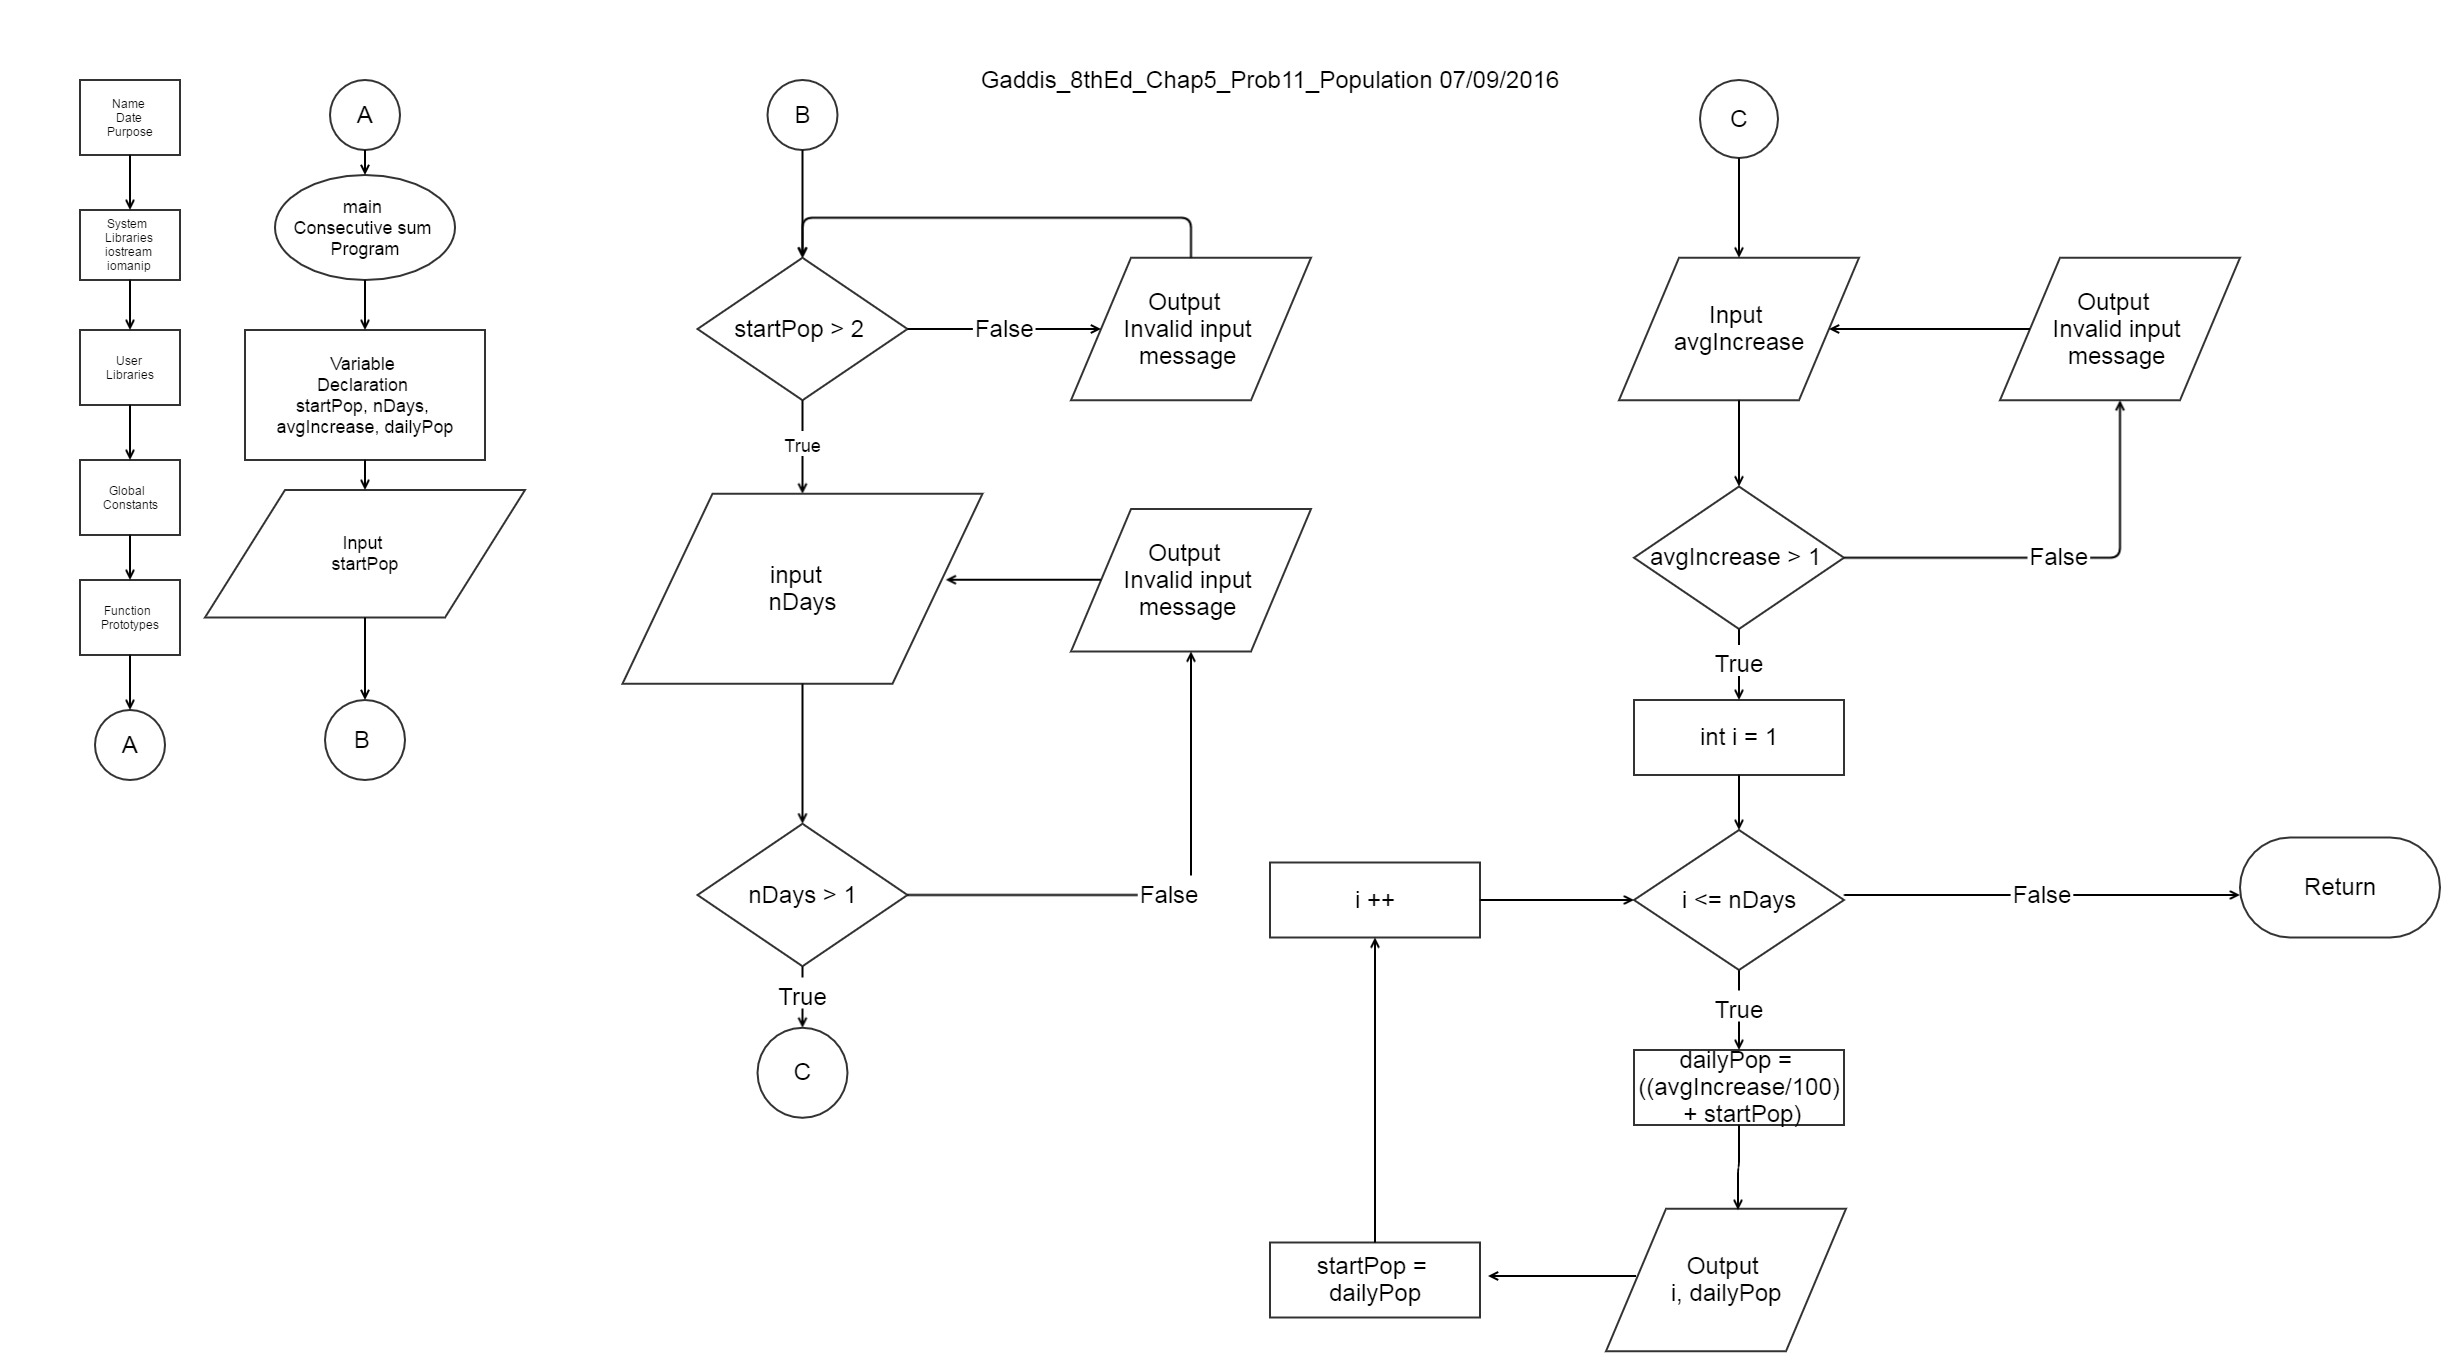 Gaddis_8thEd_Chap5_Prob11_Population 07/09/2016
Name
Date
Purpose
System
Libraries
iostream
iomanip
User
Libraries
Global
Constants
Function
Prototypes
A
A
main
Consecutive sum
Program
Variable
Declaration
startPop, nDays,
avgIncrease, dailyPop
Input
startPop
B
B
startPop > 2
False
Output
Invalid input
message
True
input
nDays
Output
Invalid input
message
nDays > 1
False
True
C
C
Input
avgIncrease
Output
Invalid input
message
avgIncrease > 1
False
True
int i = 1
i <= nDays
False
Return
True
dailyPop =
((avgIncrease/100)
+ startPop)
Output
i, dailyPop
startPop =
dailyPop
i ++